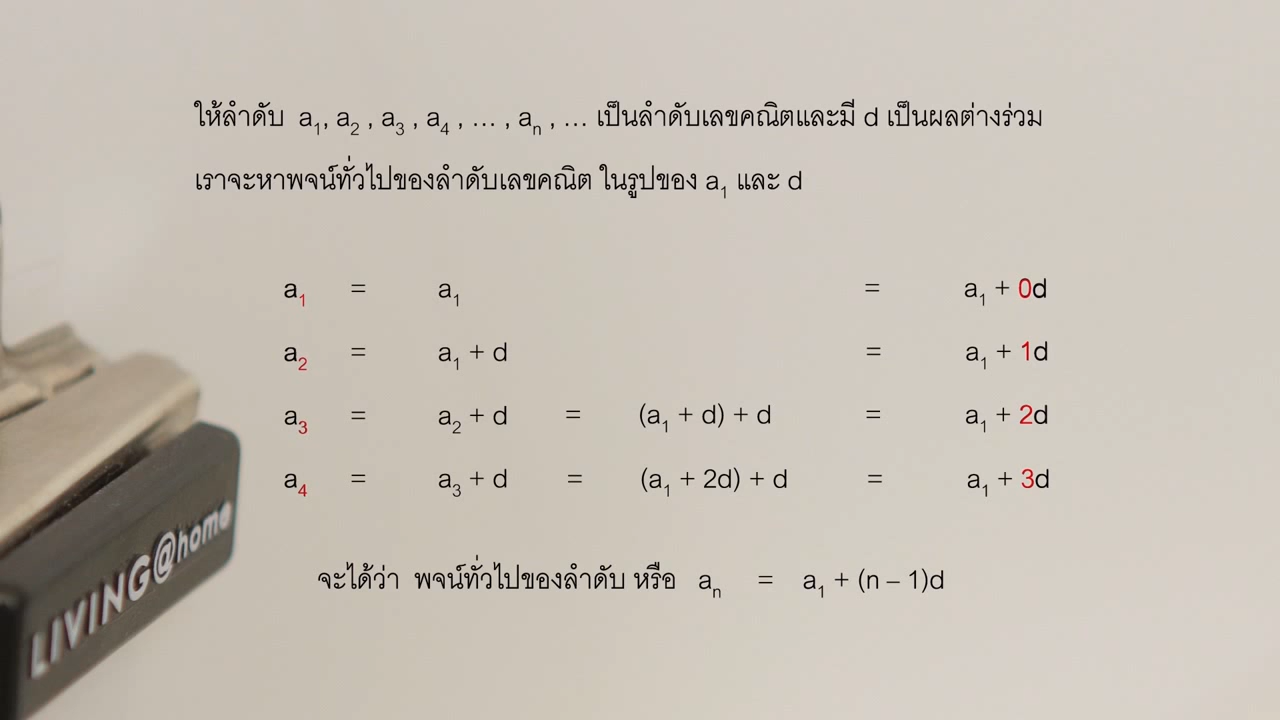 ให้ลำดับ a₁, a₂ , a₃ , a₄ , … , aₙ , … เป็นลำดับเลขคณิตและมี d เป็นผลต่างร่วม
เราจะหาพจน์ทั่วไปของลำดับเลขคณิต ในรูปของ a₁ และ d
a₁ = a₁ = a₁ + 0d
a₂ = a₁ + d = a₁ + 1d
a₃ = a₂ + d = (a₁ + d) + d = a₁ + 2d
a₄ = a₃ + d = (a₁ + 2d) + d = a₁ + 3d
จะได้ว่า พจน์ทั่วไปของลำดับ หรือ aₙ = a₁ + (n – 1)d
LIVING@home